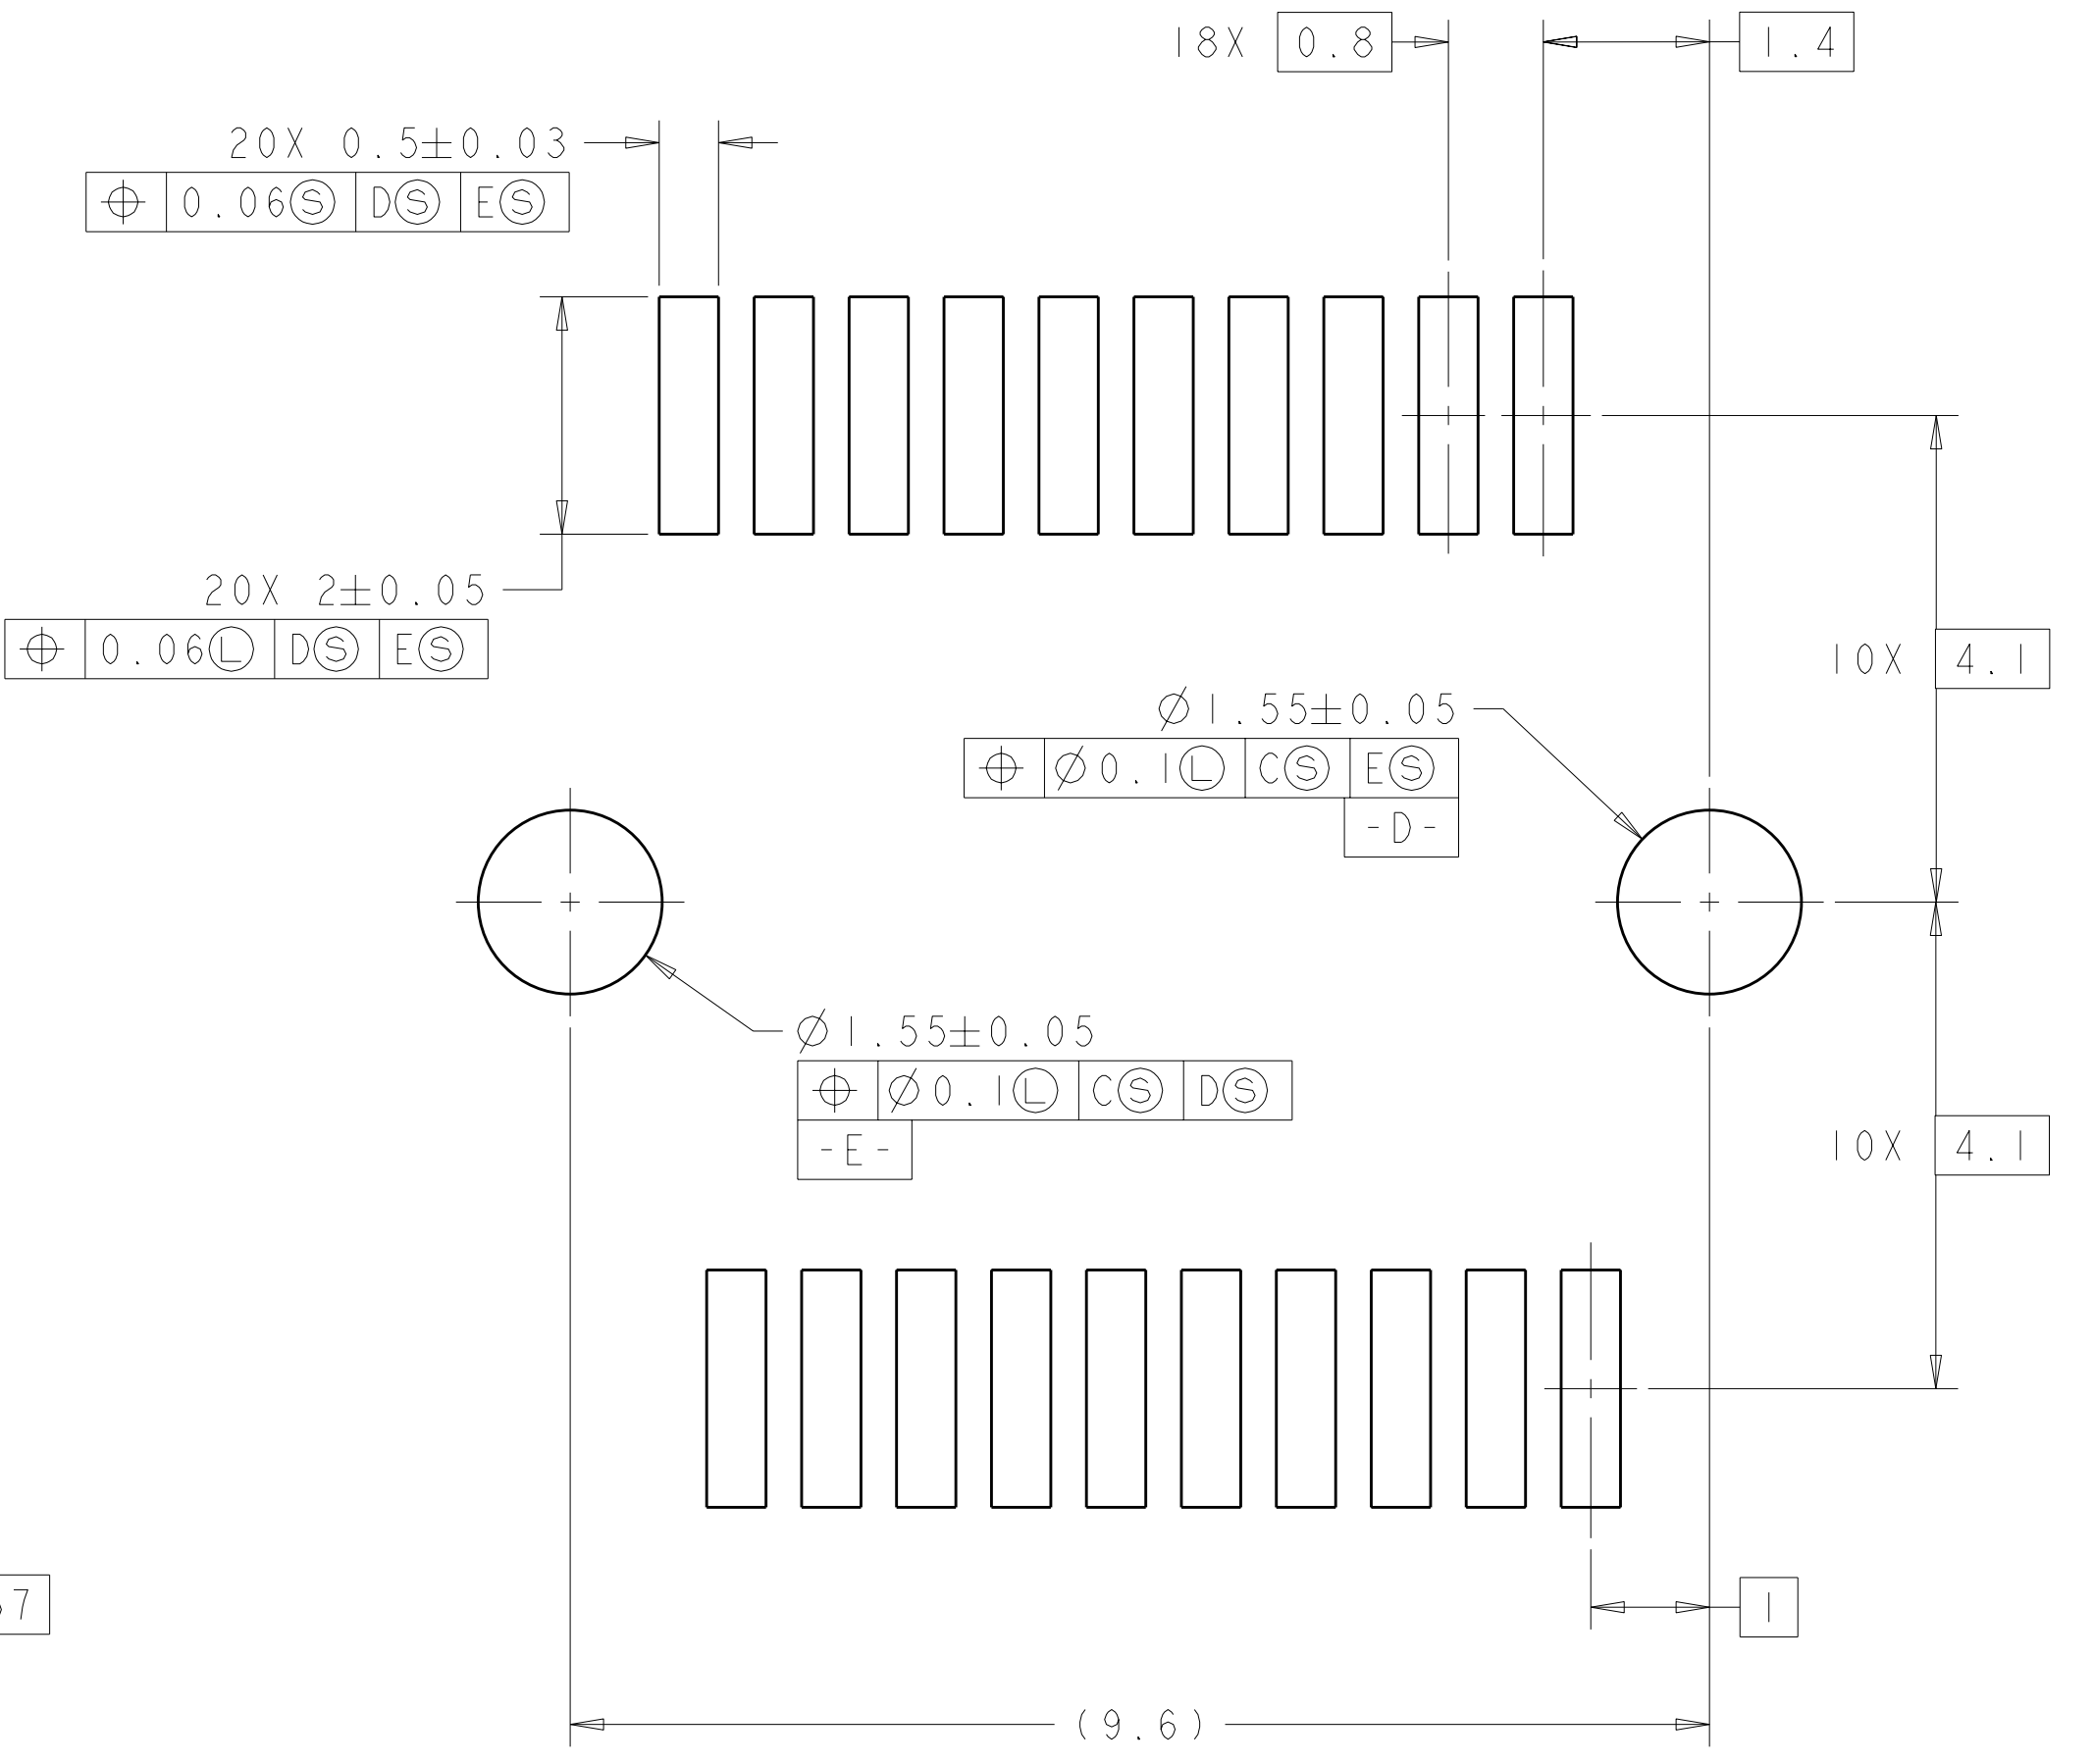 18X 0.8
1.4
20X 0.5±0.03
⌖ 0.06Ⓢ DⓈ EⓈ
20X 2±0.05
⌖ 0.06Ⓛ DⓈ EⓈ
10X 4.1
⌀1.55±0.05
⌖ ⌀0.1Ⓛ CⓈ EⓈ
-D-
⌀1.55±0.05
⌖ ⌀0.1Ⓛ CⓈ DⓈ
-E-
10X 4.1
7
1
(9.6)